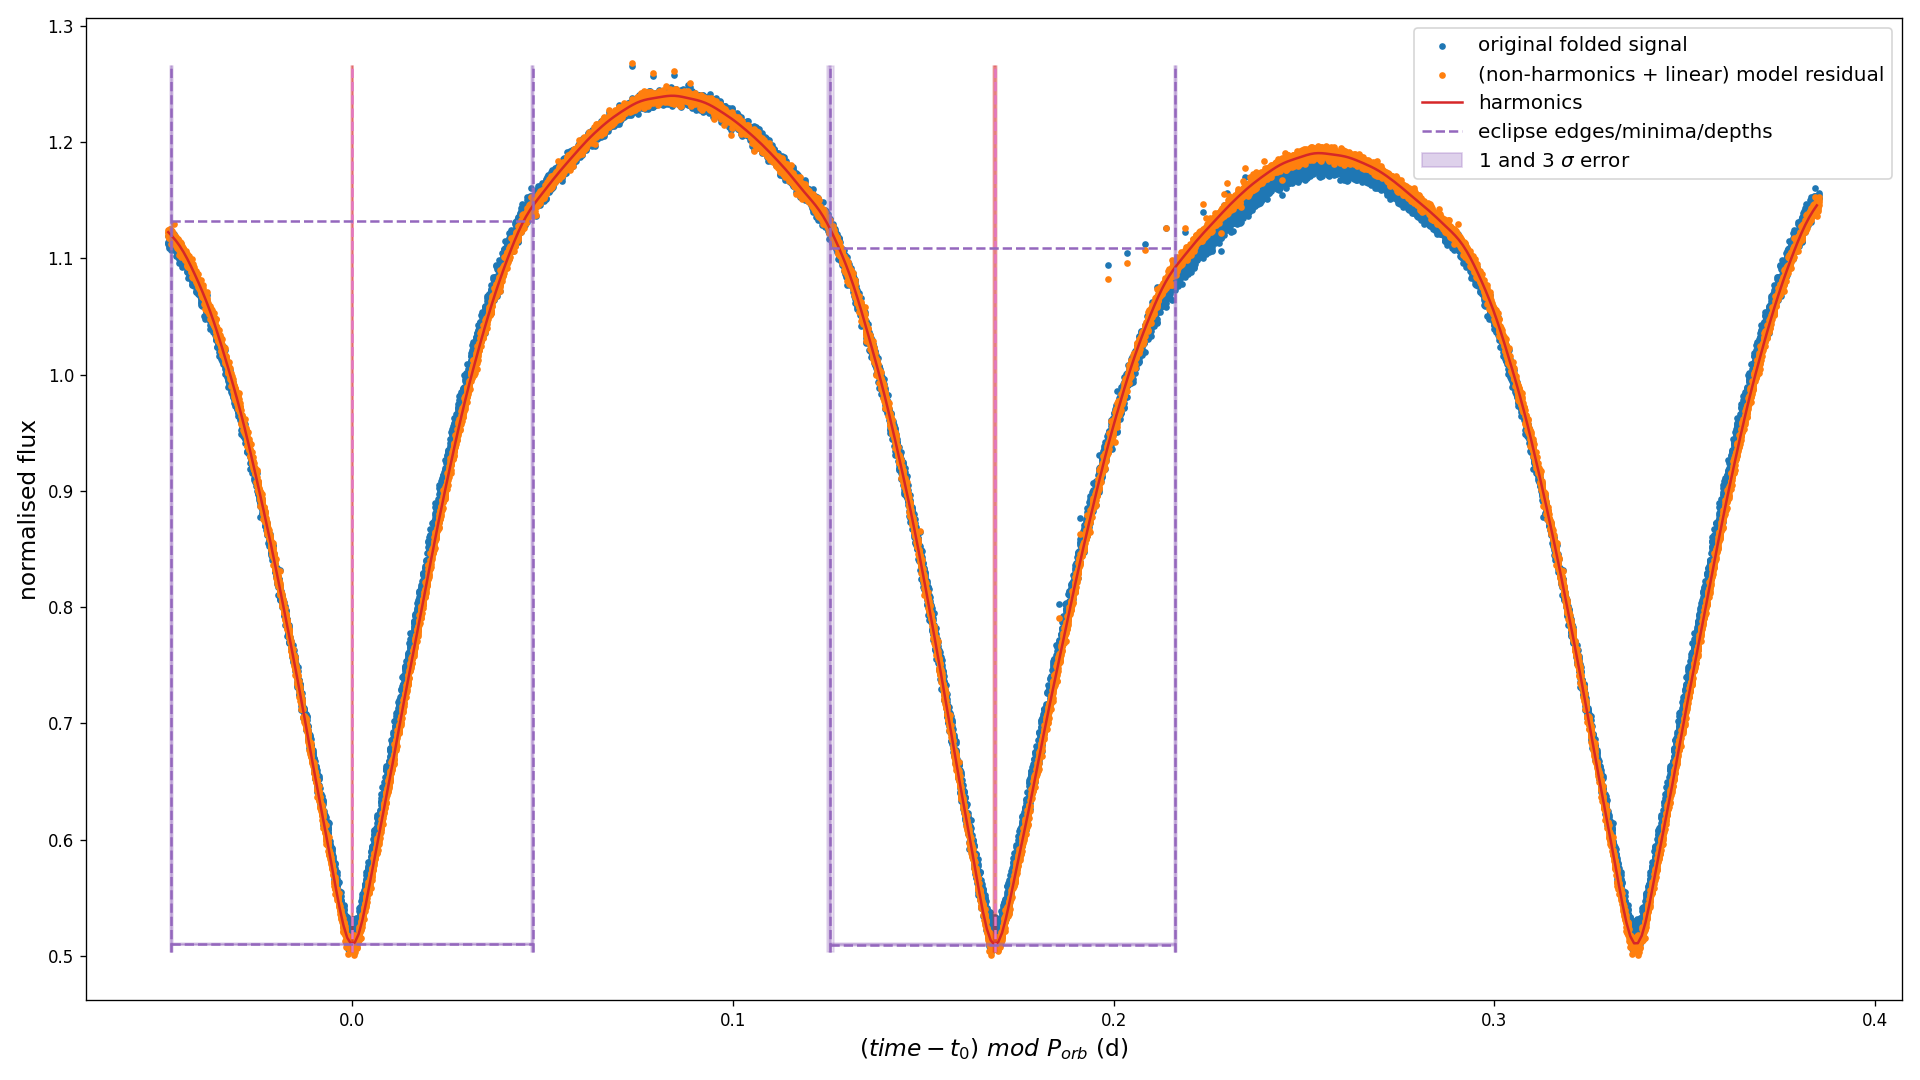 original folded signal
(non-harmonics + linear) model residual
harmonics
eclipse edges/minima/depths
1 and 3 σ error
normalised flux
1.3
1.2
1.1
1.0
0.9
0.8
0.7
0.6
0.5
0.0 0.1 0.2 0.3 0.4
(time − t₀) mod Pₒᵣb (d)